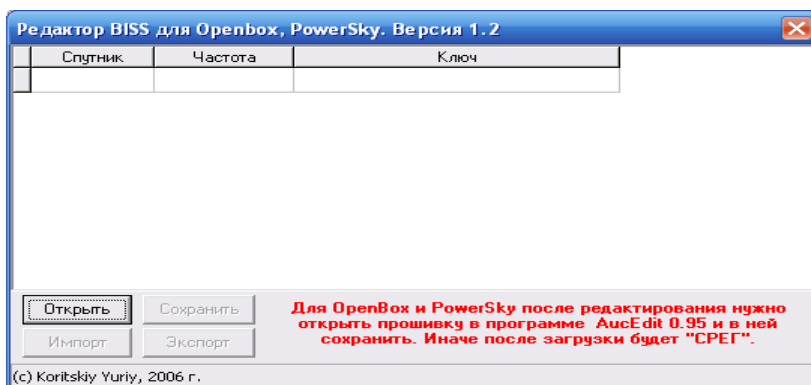 Редактор BISS для Openbox, PowerSky. Версия 1.2
Спутник Частота Ключ
Открыть Сохранить
Импорт Экспорт
Для OpenBox и PowerSky после редактирования нужно
открыть прошивку в программе AucEdit 0.95 и в ней
сохранить. Иначе после загрузки будет "СРЕГ".
(c) Koritskiy Yuriy, 2006 г.